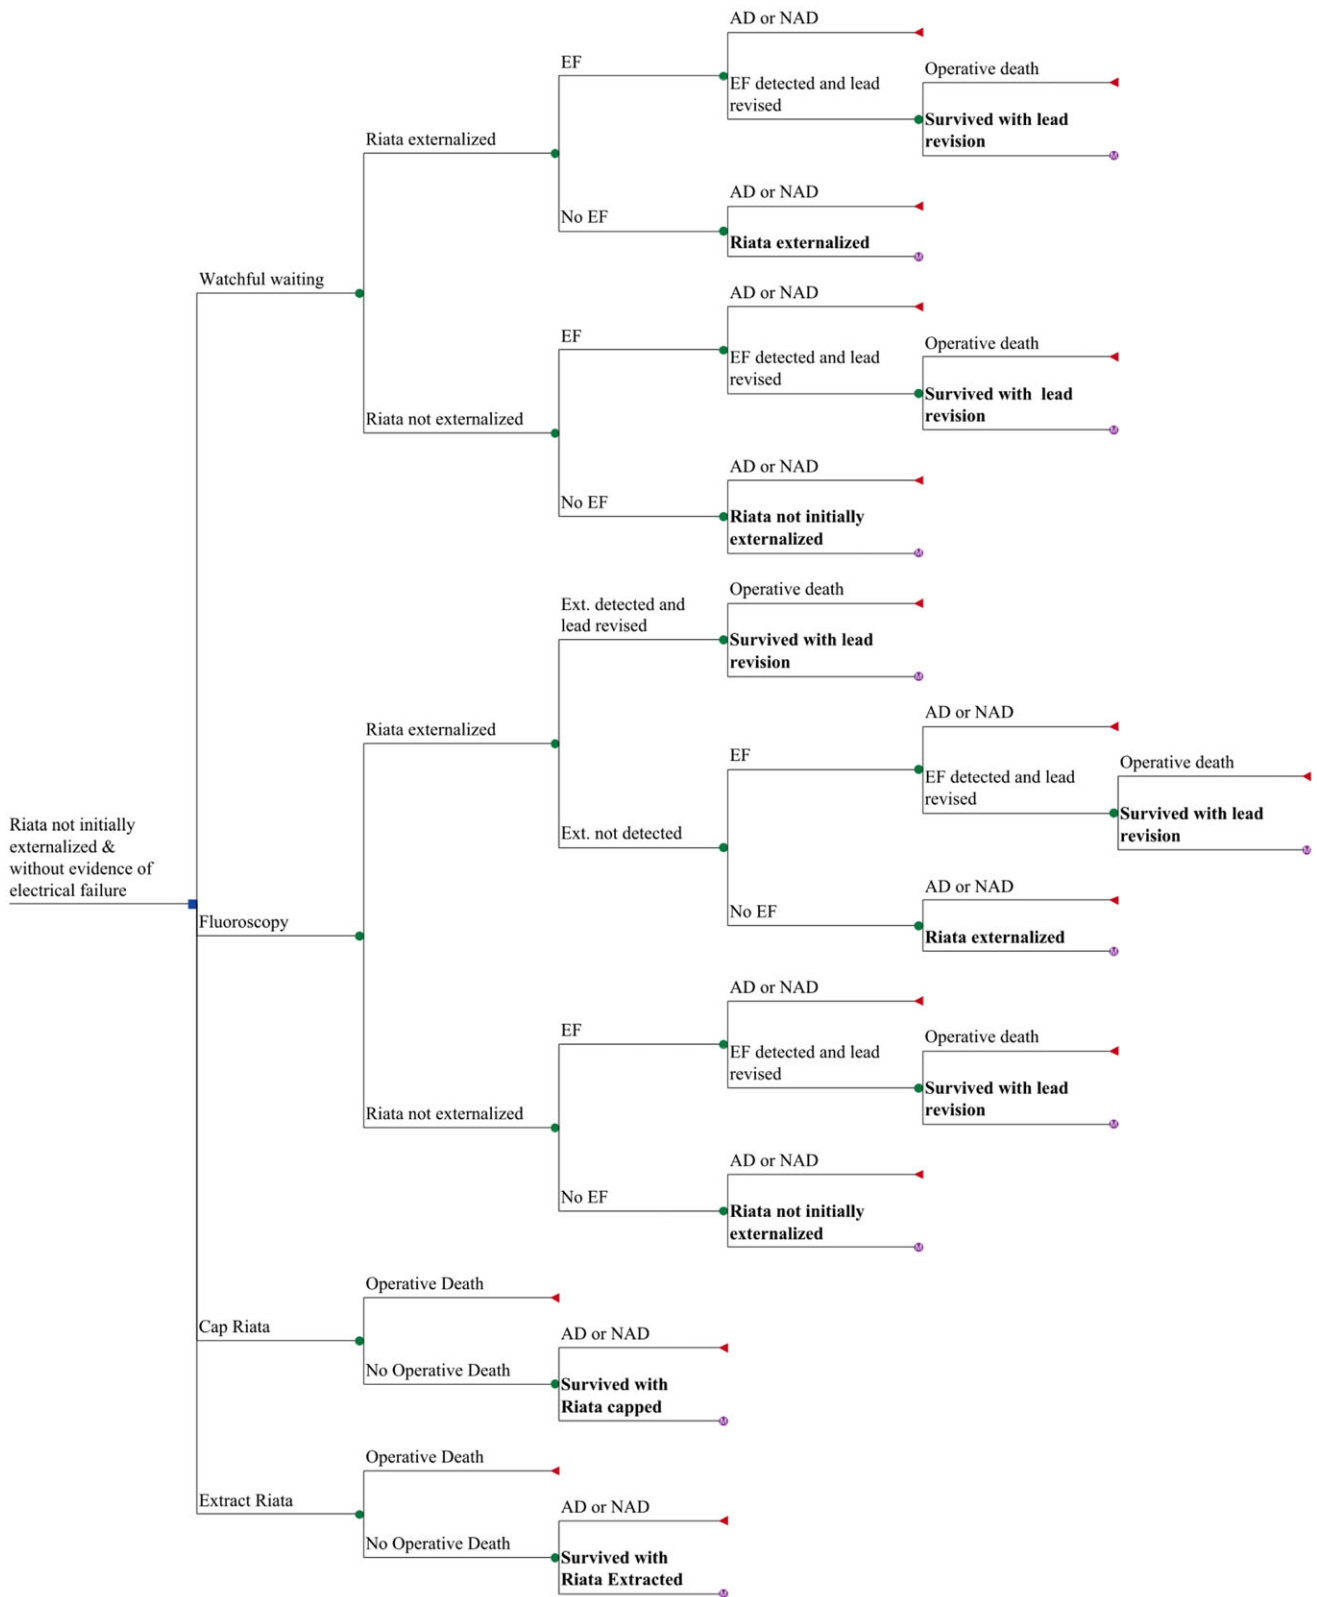 AD or NAD
EF
Operative death
EF detected and lead
revised
Survived with lead
revision
Riata externalized
AD or NAD
No EF
Riata externalized
Watchful waiting
AD or NAD
EF
Operative death
EF detected and lead
revised
Survived with lead
revision
Riata not externalized
AD or NAD
No EF
Riata not initially
externalized
Operative death
Ext. detected and
lead revised
Survived with lead
revision
AD or NAD
Riata externalized
EF
Operative death
EF detected and lead
revised
Survived with lead
revision
Ext. not detected
Riata not initially
externalized &
without evidence of
electrical failure
AD or NAD
No EF
Fluoroscopy
Riata externalized
AD or NAD
EF
Operative death
EF detected and lead
revised
Survived with lead
revision
Riata not externalized
AD or NAD
No EF
Riata not initially
externalized
Operative Death
Cap Riata
AD or NAD
No Operative Death
Survived with
Riata capped
Operative Death
Extract Riata
AD or NAD
No Operative Death
Survived with
Riata Extracted